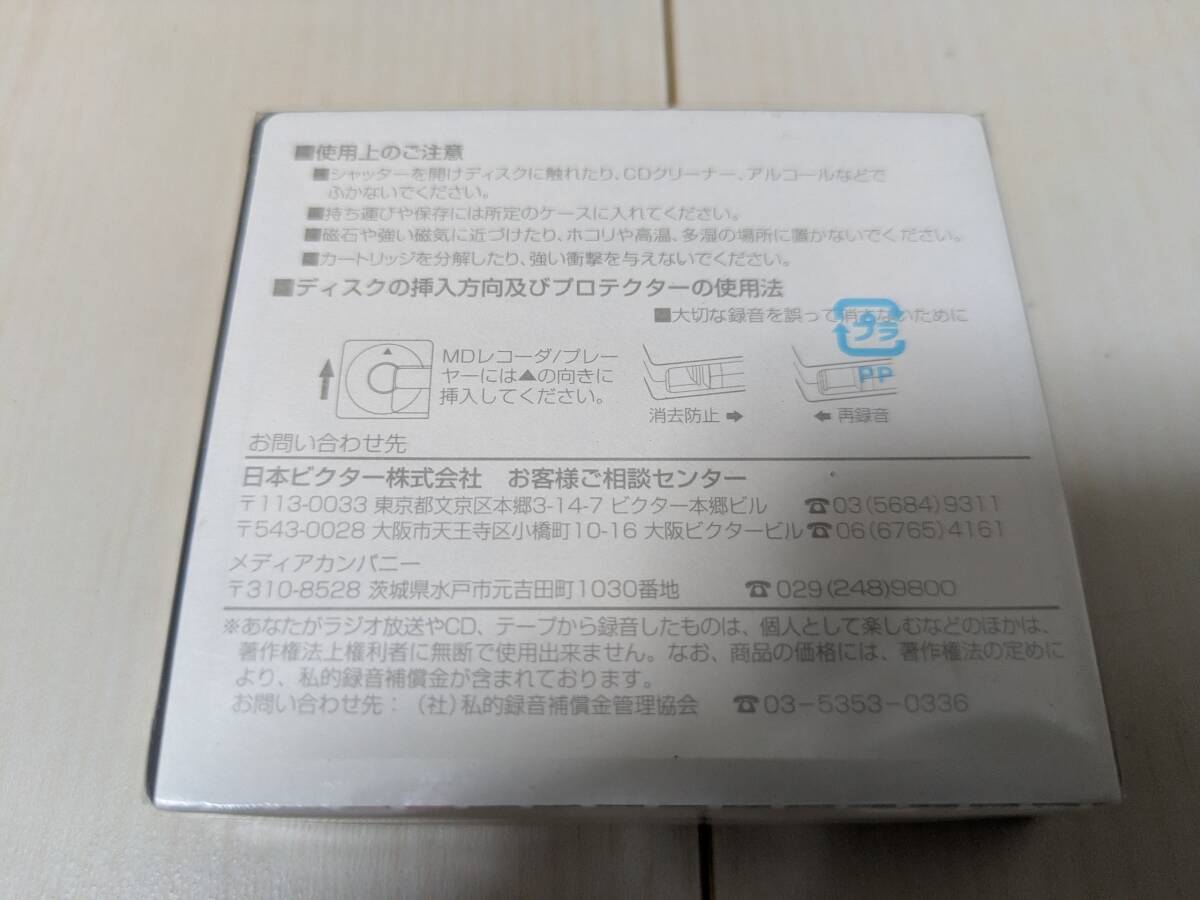 ■使用上のご注意
■シャッターを開けディスクに触れたり、CDクリーナー、アルコールなどで
ふかないでください。
■持ち運びや保存には所定のケースに入れてください。
■磁石や強い磁気に近づけたり、ホコリや高温、多湿の場所に置かないでください。
■カートリッジを分解したり、強い衝撃を与えないでください。
■ディスクの挿入方向及びプロテクターの使用法
■大切な録音を誤って消さないために
プラ
PP
MDレコーダ/プレー
ヤーには▲の向きに
挿入してください。
消去防止 ➡
⬅ 再録音
お問い合わせ先
日本ビクター株式会社 お客様ご相談センター
〒113-0033 東京都文京区本郷3-14-7 ビクター本郷ビル ☎03(5684)9311
〒543-0028 大阪市天王寺区小橋町10-16 大阪ビクタービル ☎06(6765)4161
メディアカンパニー
〒310-8528 茨城県水戸市元吉田町1030番地 ☎029(248)9800
※あなたがラジオ放送やCD、テープから録音したものは、個人として楽しむなどのほかは、
著作権法上権利者に無断で使用出来ません。なお、商品の価格には、著作権法の定めに
より、私的録音補償金が含まれております。
お問い合わせ先：（社）私的録音補償金管理協会 ☎03-5353-0336